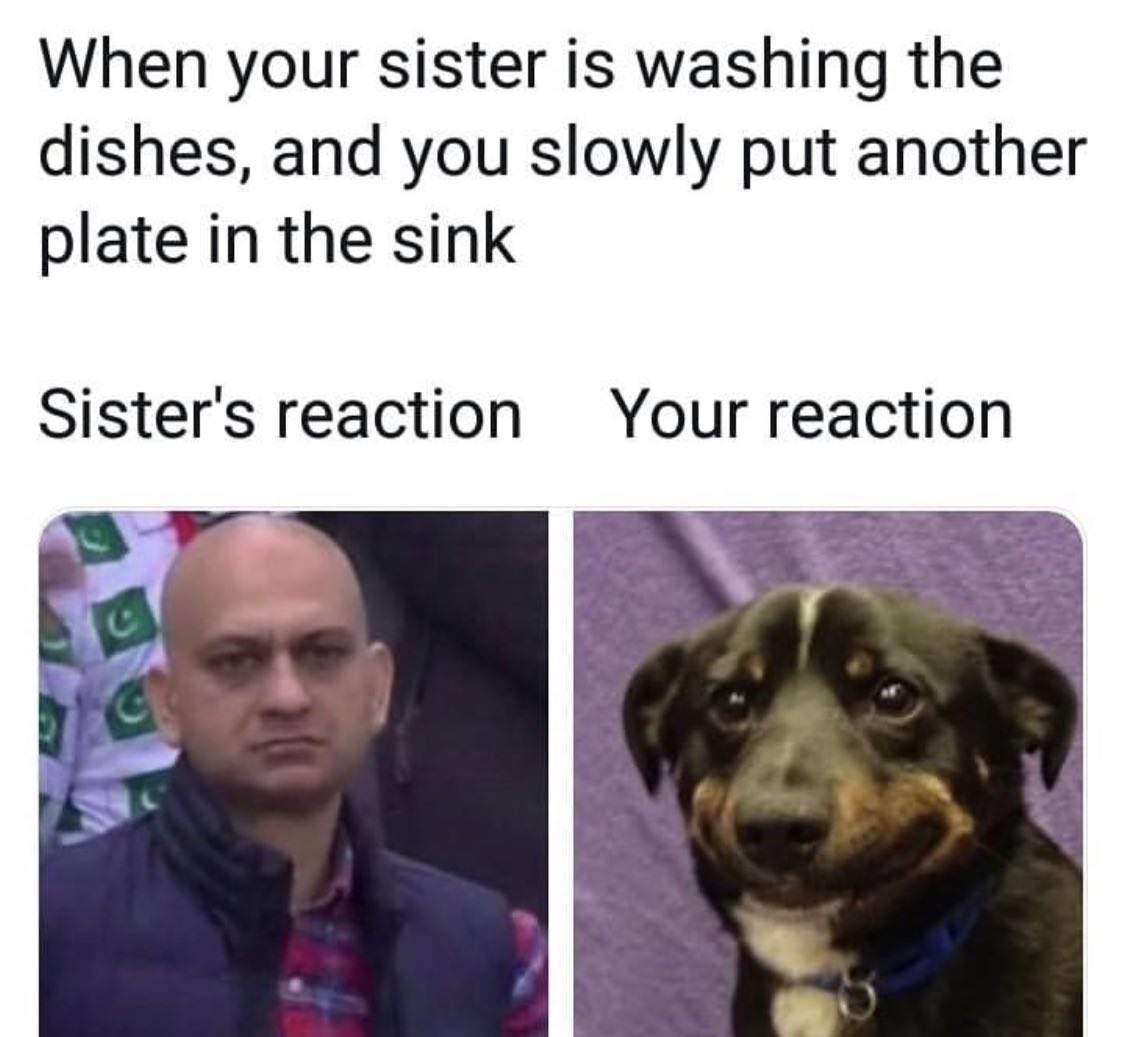 When your sister is washing the
dishes, and you slowly put another
plate in the sink
Sister's reaction Your reaction